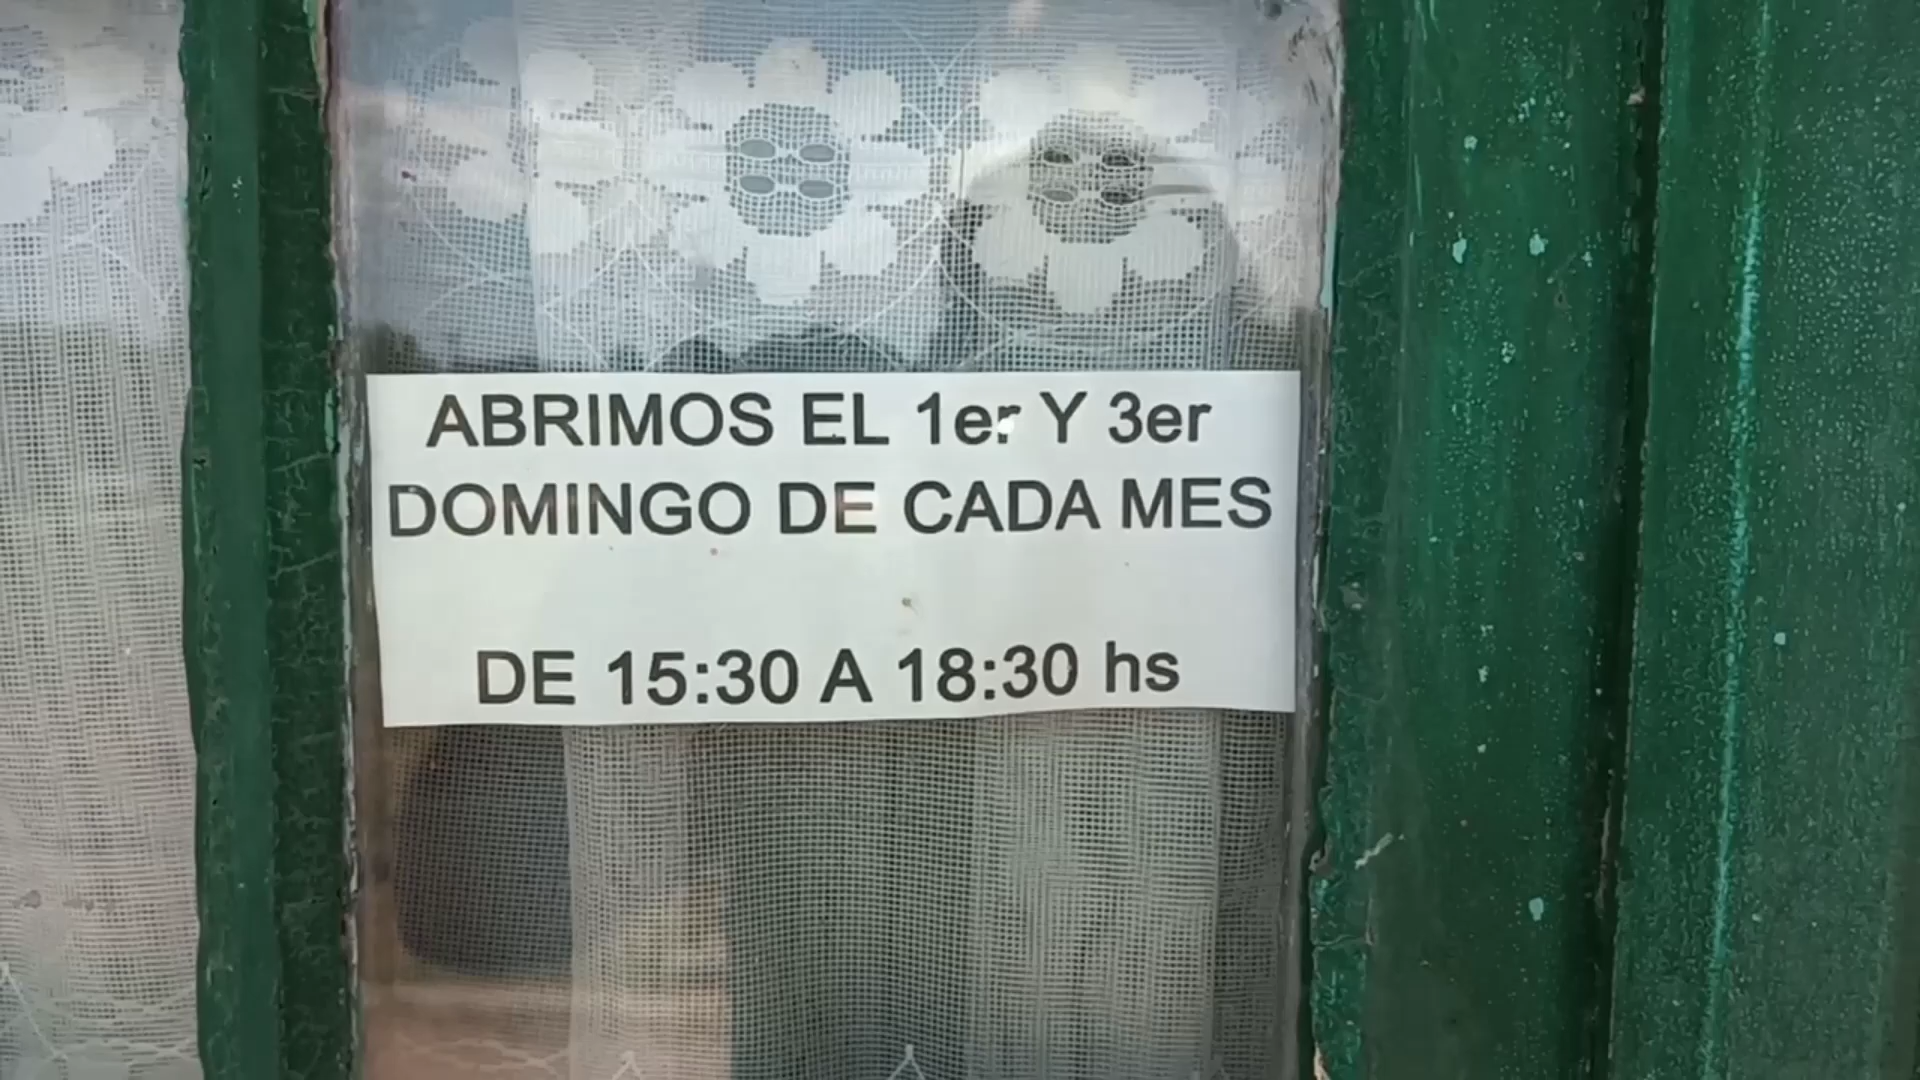 ABRIMOS EL 1er Y 3er
DOMINGO DE CADA MES
DE 15:30 A 18:30 hs